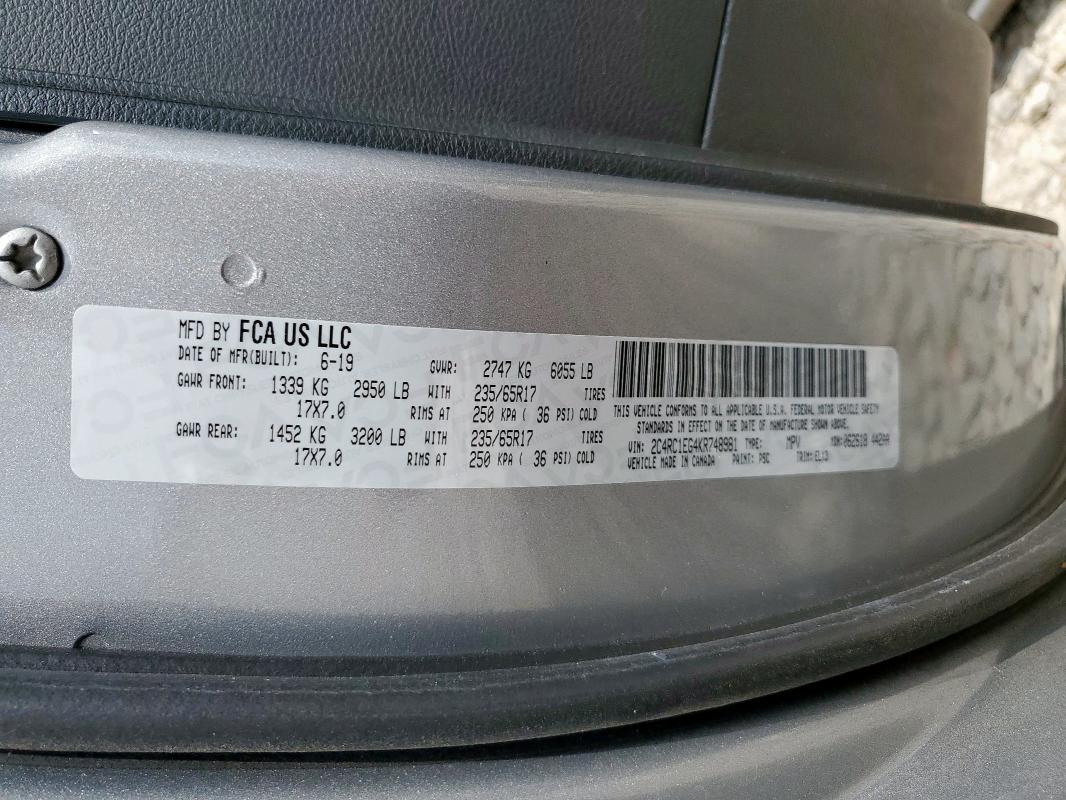 MFD BY FCA US LLC
DATE OF MFR(BUILT): 6-19 GVWR: 2747 KG 6055 LB
GAWR FRONT: 1339 KG 2950 LB WITH 235/65R17 TIRES
17X7.0 RIMS AT 250 KPA ( 36 PSI) COLD
GAWR REAR: 1452 KG 3200 LB WITH 235/65R17 TIRES
17X7.0 RIMS AT 250 KPA ( 36 PSI) COLD
THIS VEHICLE CONFORMS TO ALL APPLICABLE U.S.A. FEDERAL MOTOR VEHICLE SAFETY
STANDARDS IN EFFECT ON THE DATE OF MANUFACTURE SHOWN ABOVE.
VIN: 2C4RC1EG4KR748981 TYPE: MPV MDH: 062618
VEHICLE MADE IN CANADA PAINT: PSC TRIM: